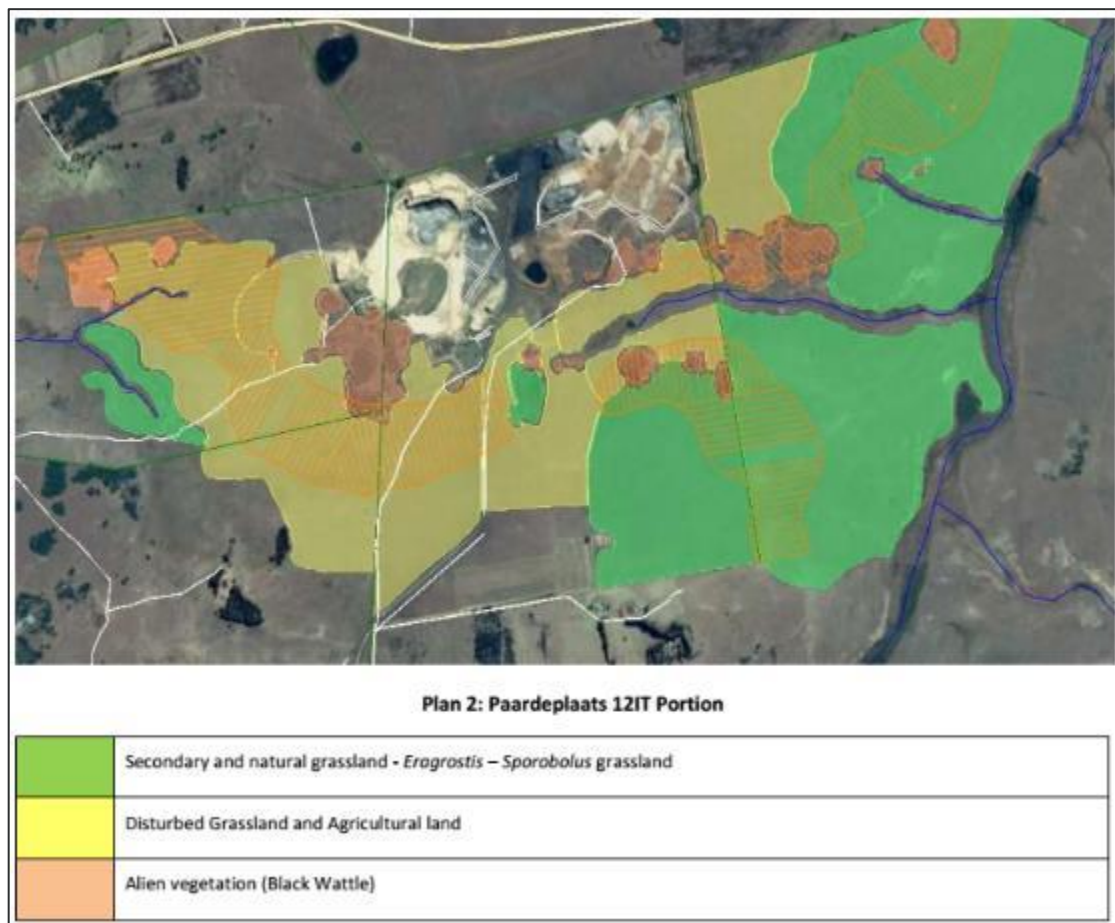 Plan 2: Paardeplaats 12IT Portion
Secondary and natural grassland - Eragrostis – Sporobolus grassland
Disturbed Grassland and Agricultural land
Alien vegetation (Black Wattle)